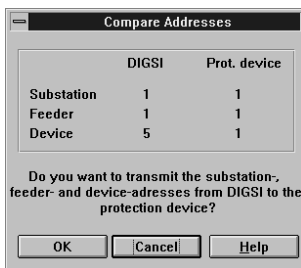 Compare Addresses
DIGSI Prot. device
Substation 1 1
Feeder 1 1
Device 5 1
Do you want to transmit the substation-,
feeder- and device-adresses from DIGSI to the
protection device?
OK Cancel Help